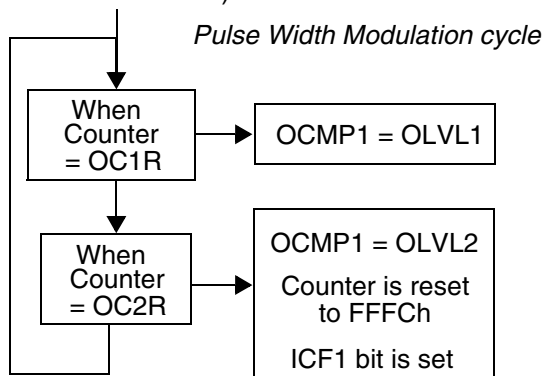 Pulse Width Modulation cycle
When
Counter
= OC1R
OCMP1 = OLVL1
When
Counter
= OC2R
OCMP1 = OLVL2
Counter is reset
to FFFCh
ICF1 bit is set